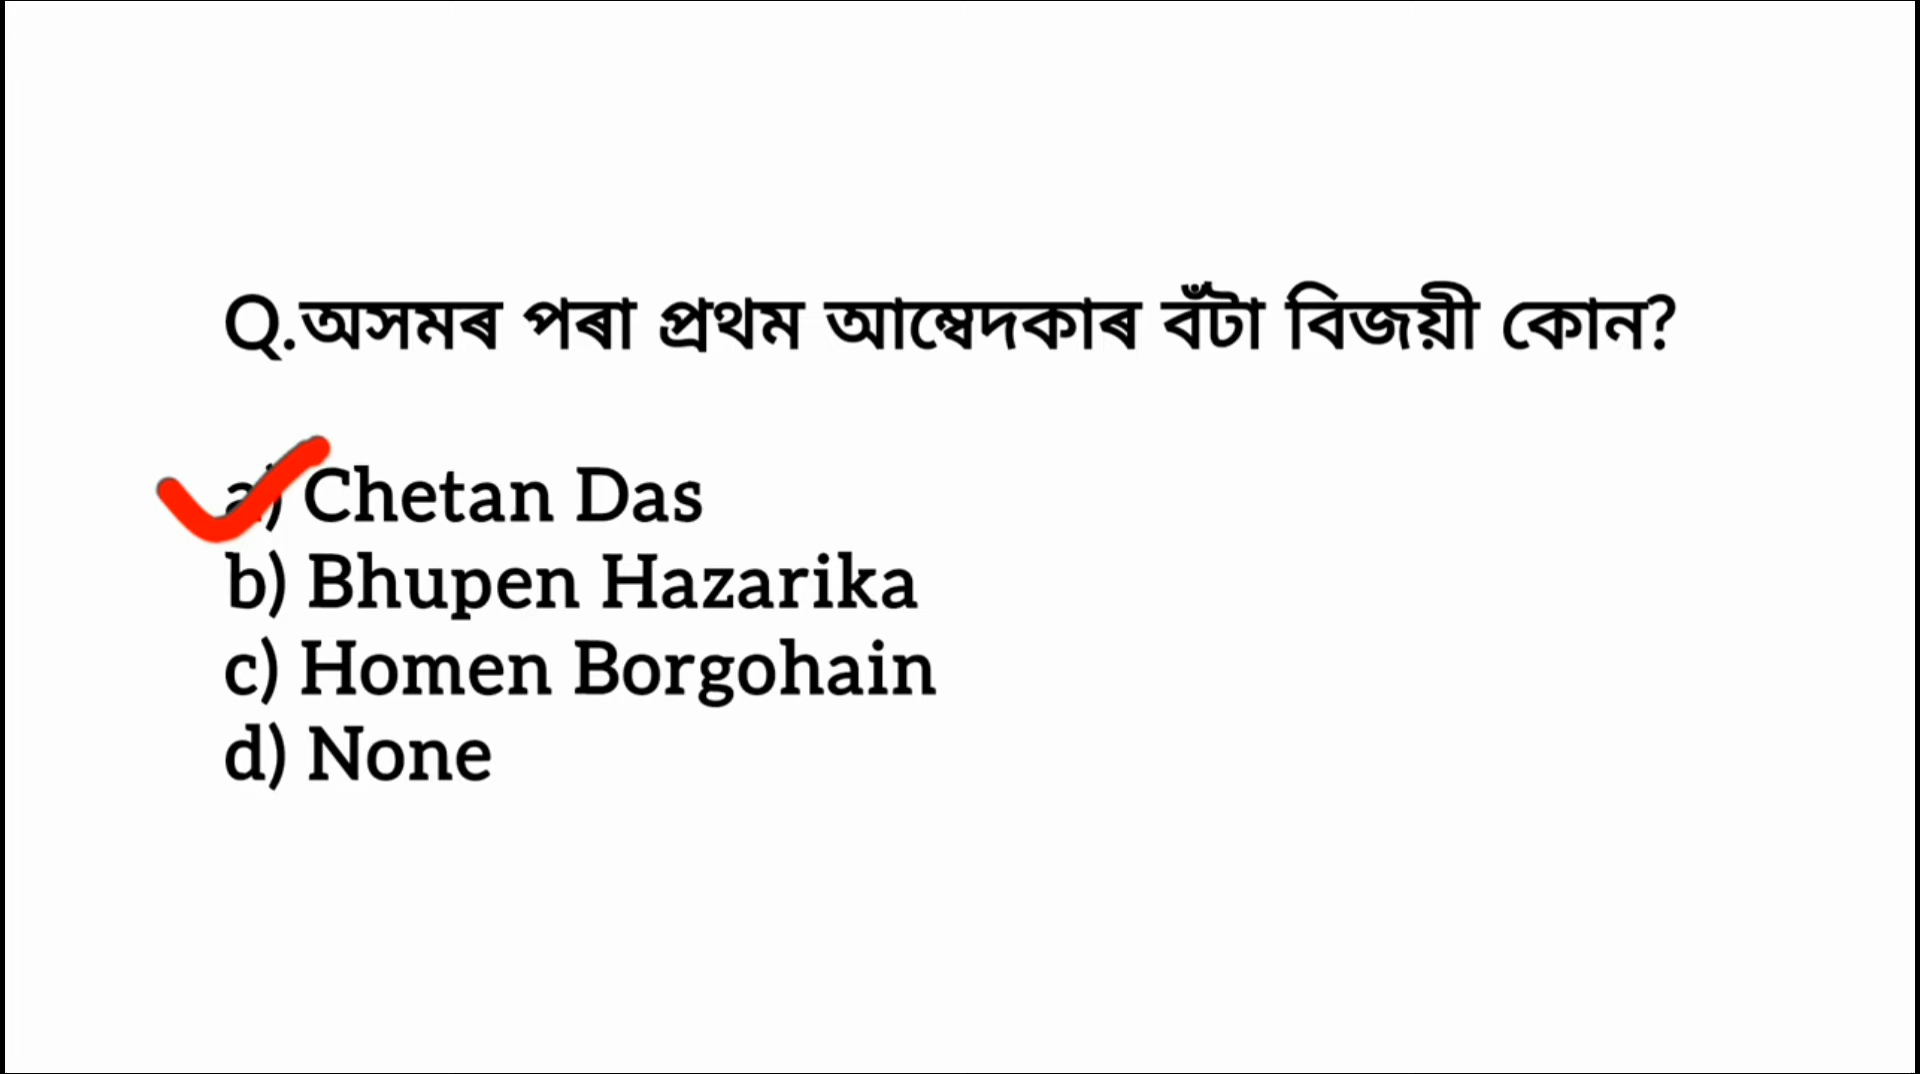 Q.অসমৰ পৰা প্ৰথম আম্বেদকাৰ বঁটা বিজয়ী কোন?
a) Chetan Das
b) Bhupen Hazarika
c) Homen Borgohain
d) None